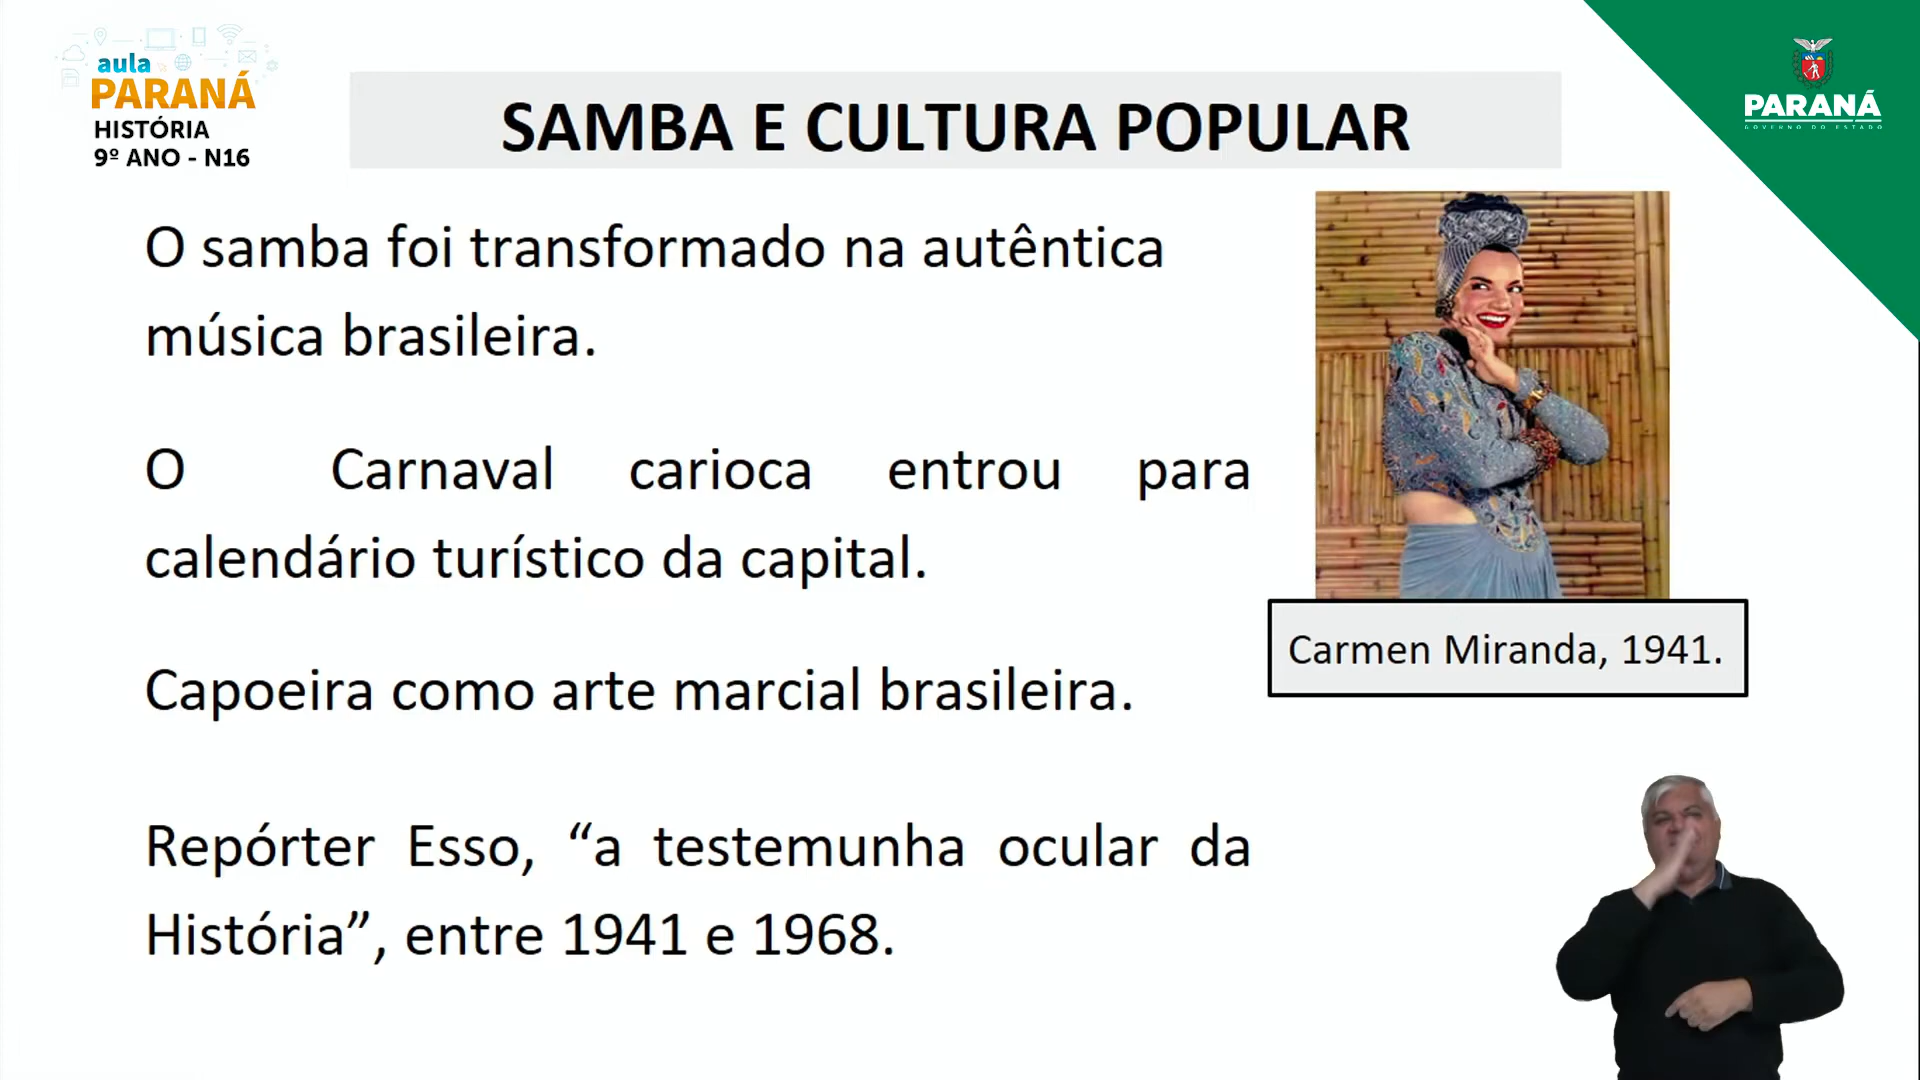 aula
PARANÁ
HISTÓRIA
9º ANO - N16
SAMBA E CULTURA POPULAR
PARANÁ
GOVERNO DO ESTADO
O samba foi transformado na autêntica
música brasileira.
O Carnaval carioca entrou para
calendário turístico da capital.
Capoeira como arte marcial brasileira.
Repórter Esso, “a testemunha ocular da
História”, entre 1941 e 1968.
Carmen Miranda, 1941.